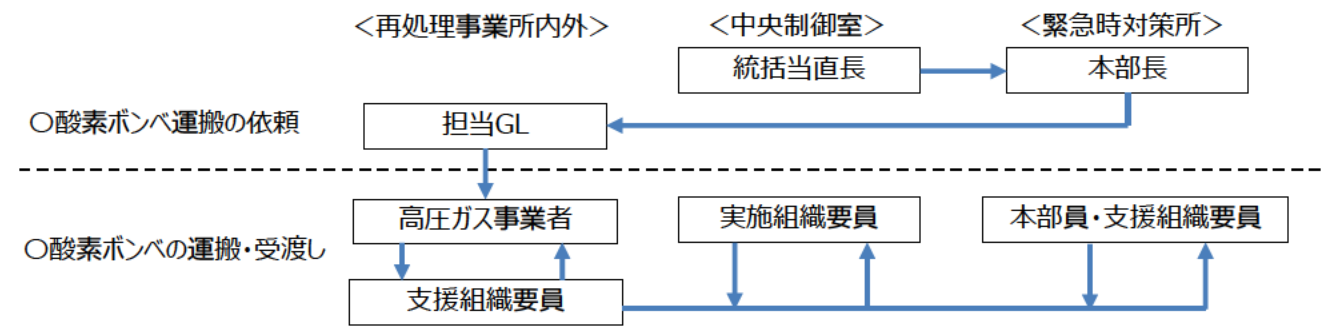 ＜再処理事業所内外＞ ＜中央制御室＞ ＜緊急時対策所＞
統括当直長 本部長
〇酸素ボンベ運搬の依頼 担当GL
高圧ガス事業者 実施組織要員 本部員・支援組織要員
〇酸素ボンベの運搬・受渡し
支援組織要員